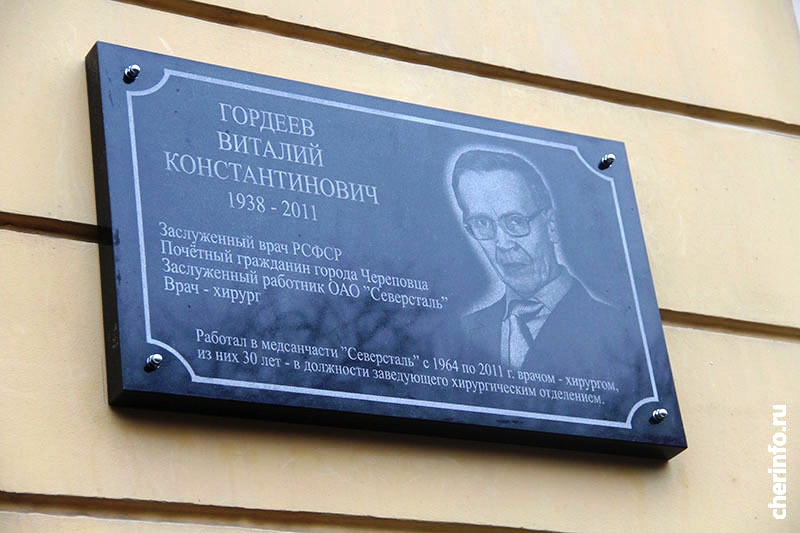 ГОРДЕЕВ
ВИТАЛИЙ
КОНСТАНТИНОВИЧ
1938 - 2011
Заслуженный врач РСФСР
Почётный гражданин города Череповца
Заслуженный работник ОАО "Северсталь"
Врач - хирург
Работал в медсанчасти "Северсталь" с 1964 по 2011 г. врачом - хирургом,
из них 30 лет - в должности заведующего хирургическим отделением.
cherinfo.ru